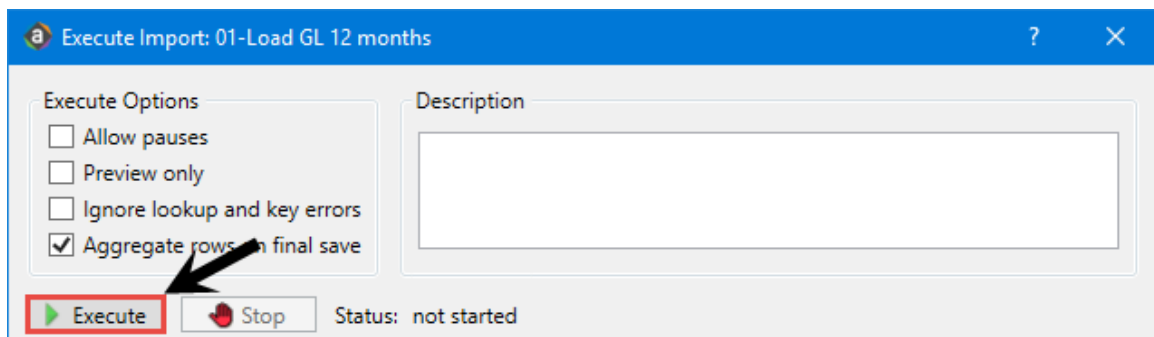 Execute Import: 01-Load GL 12 months
Execute Options
Allow pauses
Preview only
Ignore lookup and key errors
Aggregate rows on final save
Description
Execute
Stop
Status: not started